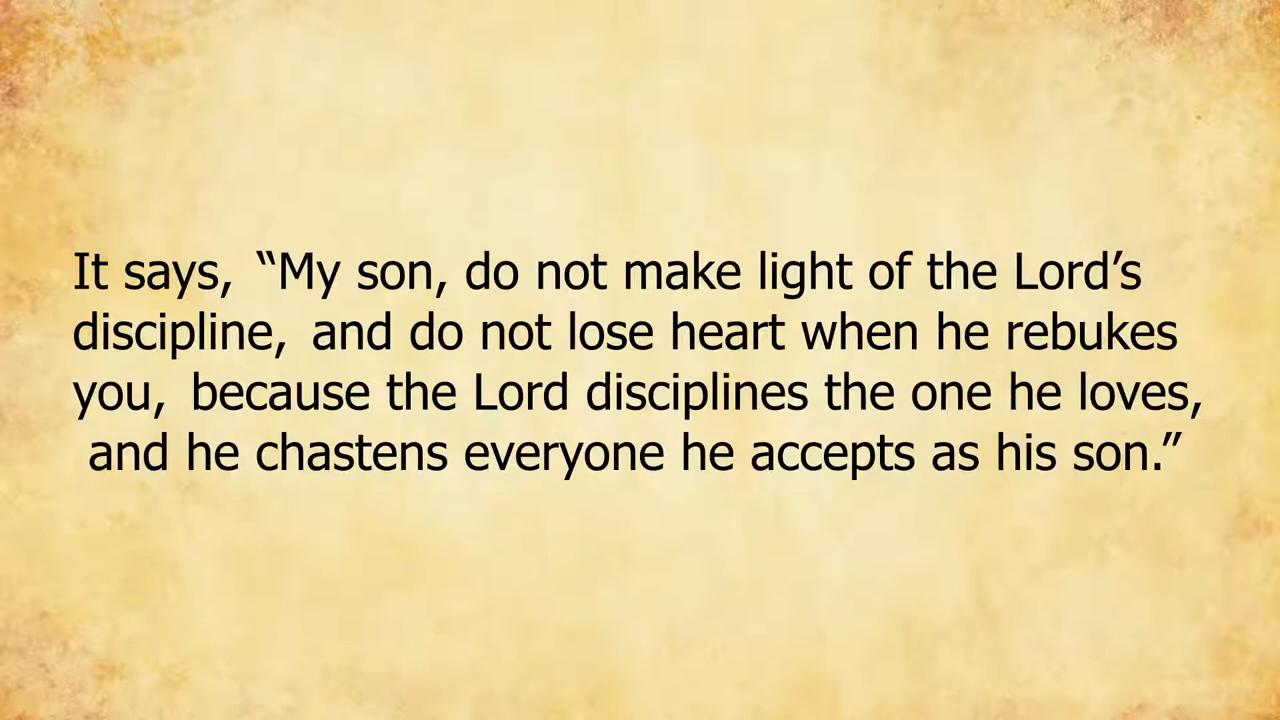 It says, “My son, do not make light of the Lord’s
discipline, and do not lose heart when he rebukes
you, because the Lord disciplines the one he loves,
and he chastens everyone he accepts as his son.”